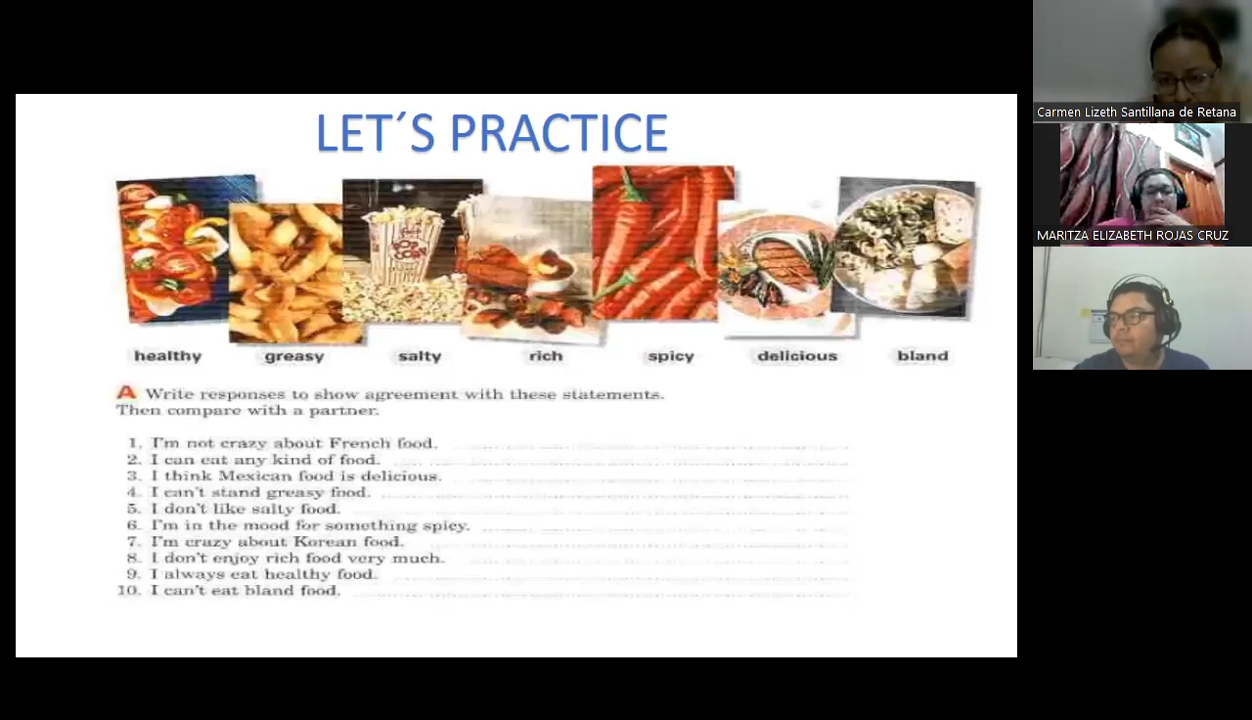 LET´S PRACTICE
healthy greasy salty rich spicy delicious bland
A Write responses to show agreement with these statements.
Then compare with a partner.
1. I'm not crazy about French food.
2. I can eat any kind of food.
3. I think Mexican food is delicious.
4. I can't stand greasy food.
5. I don't like salty food.
6. I'm in the mood for something spicy.
7. I'm crazy about Korean food.
8. I don't enjoy rich food very much.
9. I always eat healthy food.
10. I can't eat bland food.
POP CORN
Carmen Lizeth Santillana de Retana
MARITZA ELIZABETH ROJAS CRUZ